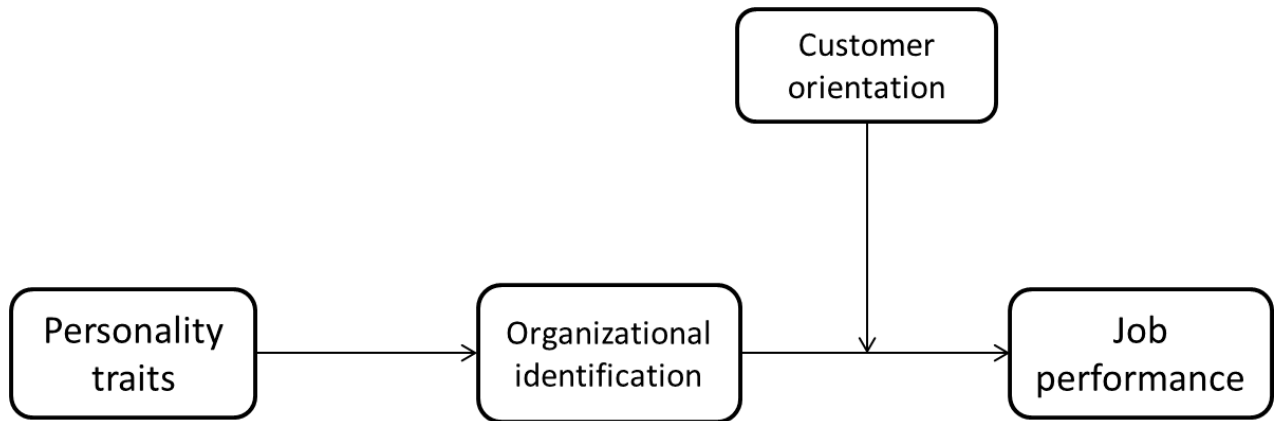 Customer
orientation
Personality
traits
Organizational
identification
Job
performance